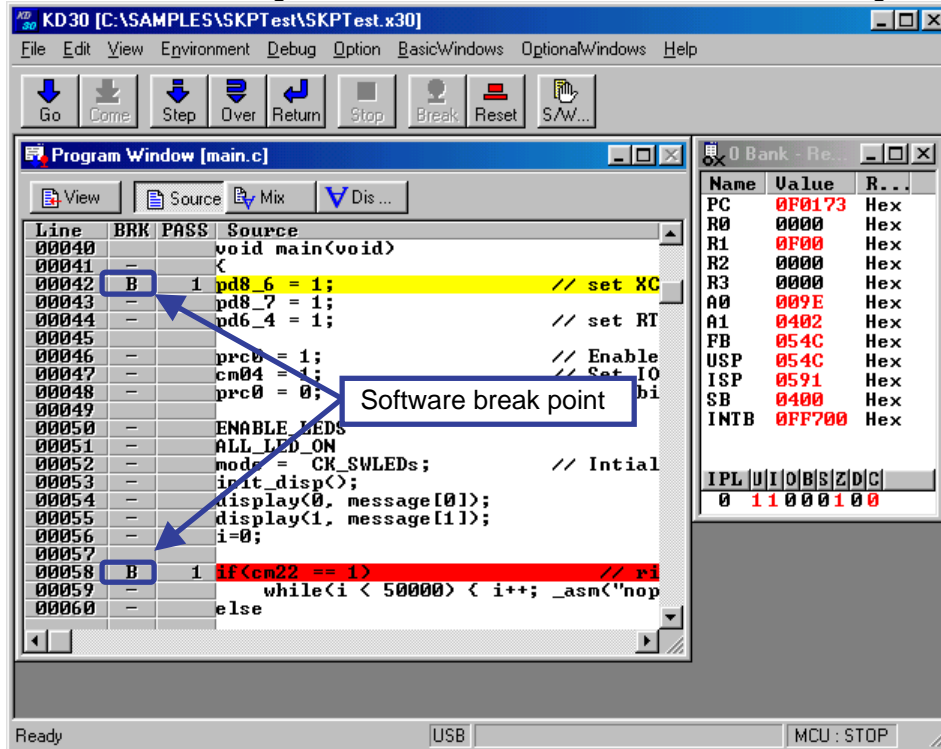 KD30 [C:\SAMPLES\SKPTest\SKPTest.x30]
File Edit View Environment Debug Option BasicWindows OptionalWindows Help
Go Come Step Over Return Stop Break Reset S/W...
Program Window [main.c]
View Source Mix Dis ...
Line BRK PASS Source
00040 void main(void)
00041 – {
00042 B 1 pd8_6 = 1; // set XC
00043 – pd8_7 = 1;
00044 – pd6_4 = 1; // set RT
00045
00046 – prc0 = 1; // Enable
00047 – cm04 = 1; // Set IO
00048 – prc0 = 0; bi
00049
00050 – ENABLE_LEDS
00051 – ALL_LED_ON
00052 – mode = CK_SWLEDs; // Intial
00053 – init_disp();
00054 – display(0, message[0]);
00055 – display(1, message[1]);
00056 – i=0;
00057
00058 B 1 if(cm22 == 1) // ri
00059 – while(i < 50000) { i++; _asm("nop
00060 – else
Software break point
0 Bank - Re...
Name Value R...
PC 0F0173 Hex
R0 0000 Hex
R1 0F00 Hex
R2 0000 Hex
R3 0000 Hex
A0 009E Hex
A1 0402 Hex
FB 054C Hex
USP 054C Hex
ISP 0591 Hex
SB 0400 Hex
INTB 0FF700 Hex
IPL U I O B S Z D C
0 1 1 0 0 0 1 0 0
Ready USB MCU : STOP